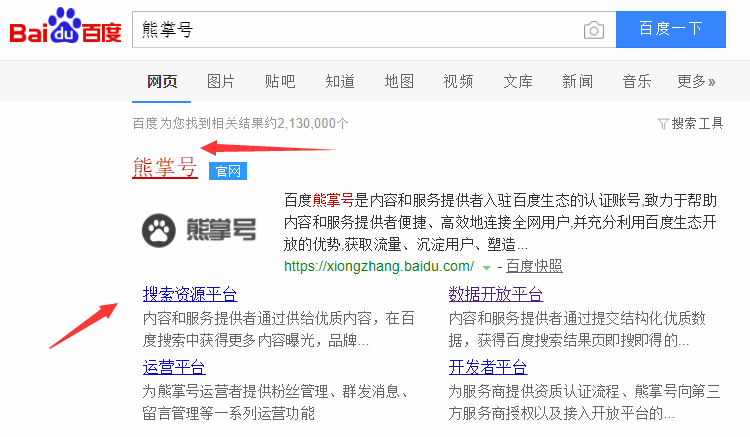 Bai du 百度 熊掌号 百度一下
网页 图片 贴吧 知道 地图 视频 文库 新闻 音乐 更多»
百度为您找到相关结果约2,130,000个 搜索工具
熊掌号 官网
百度熊掌号是内容和服务提供者入驻百度生态的认证账号,致力于帮助
内容和服务提供者便捷、高效地连接全网用户,并充分利用百度生态开
放的优势,获取流量、沉淀用户、塑造...
熊掌号
https://xiongzhang.baidu.com/ - 百度快照
搜索资源平台
内容和服务提供者通过供给优质内容，在百
度搜索中获得更多内容曝光，品牌...
数据开放平台
内容和服务提供者通过提交结构化优质数
据，获得百度搜索结果页即搜即得的...
运营平台
为熊掌号运营者提供粉丝管理、群发消息、
留言管理等一系列运营功能
开发者平台
为服务商提供资质认证流程、熊掌号向第三
方服务商授权以及接入开放平台的...